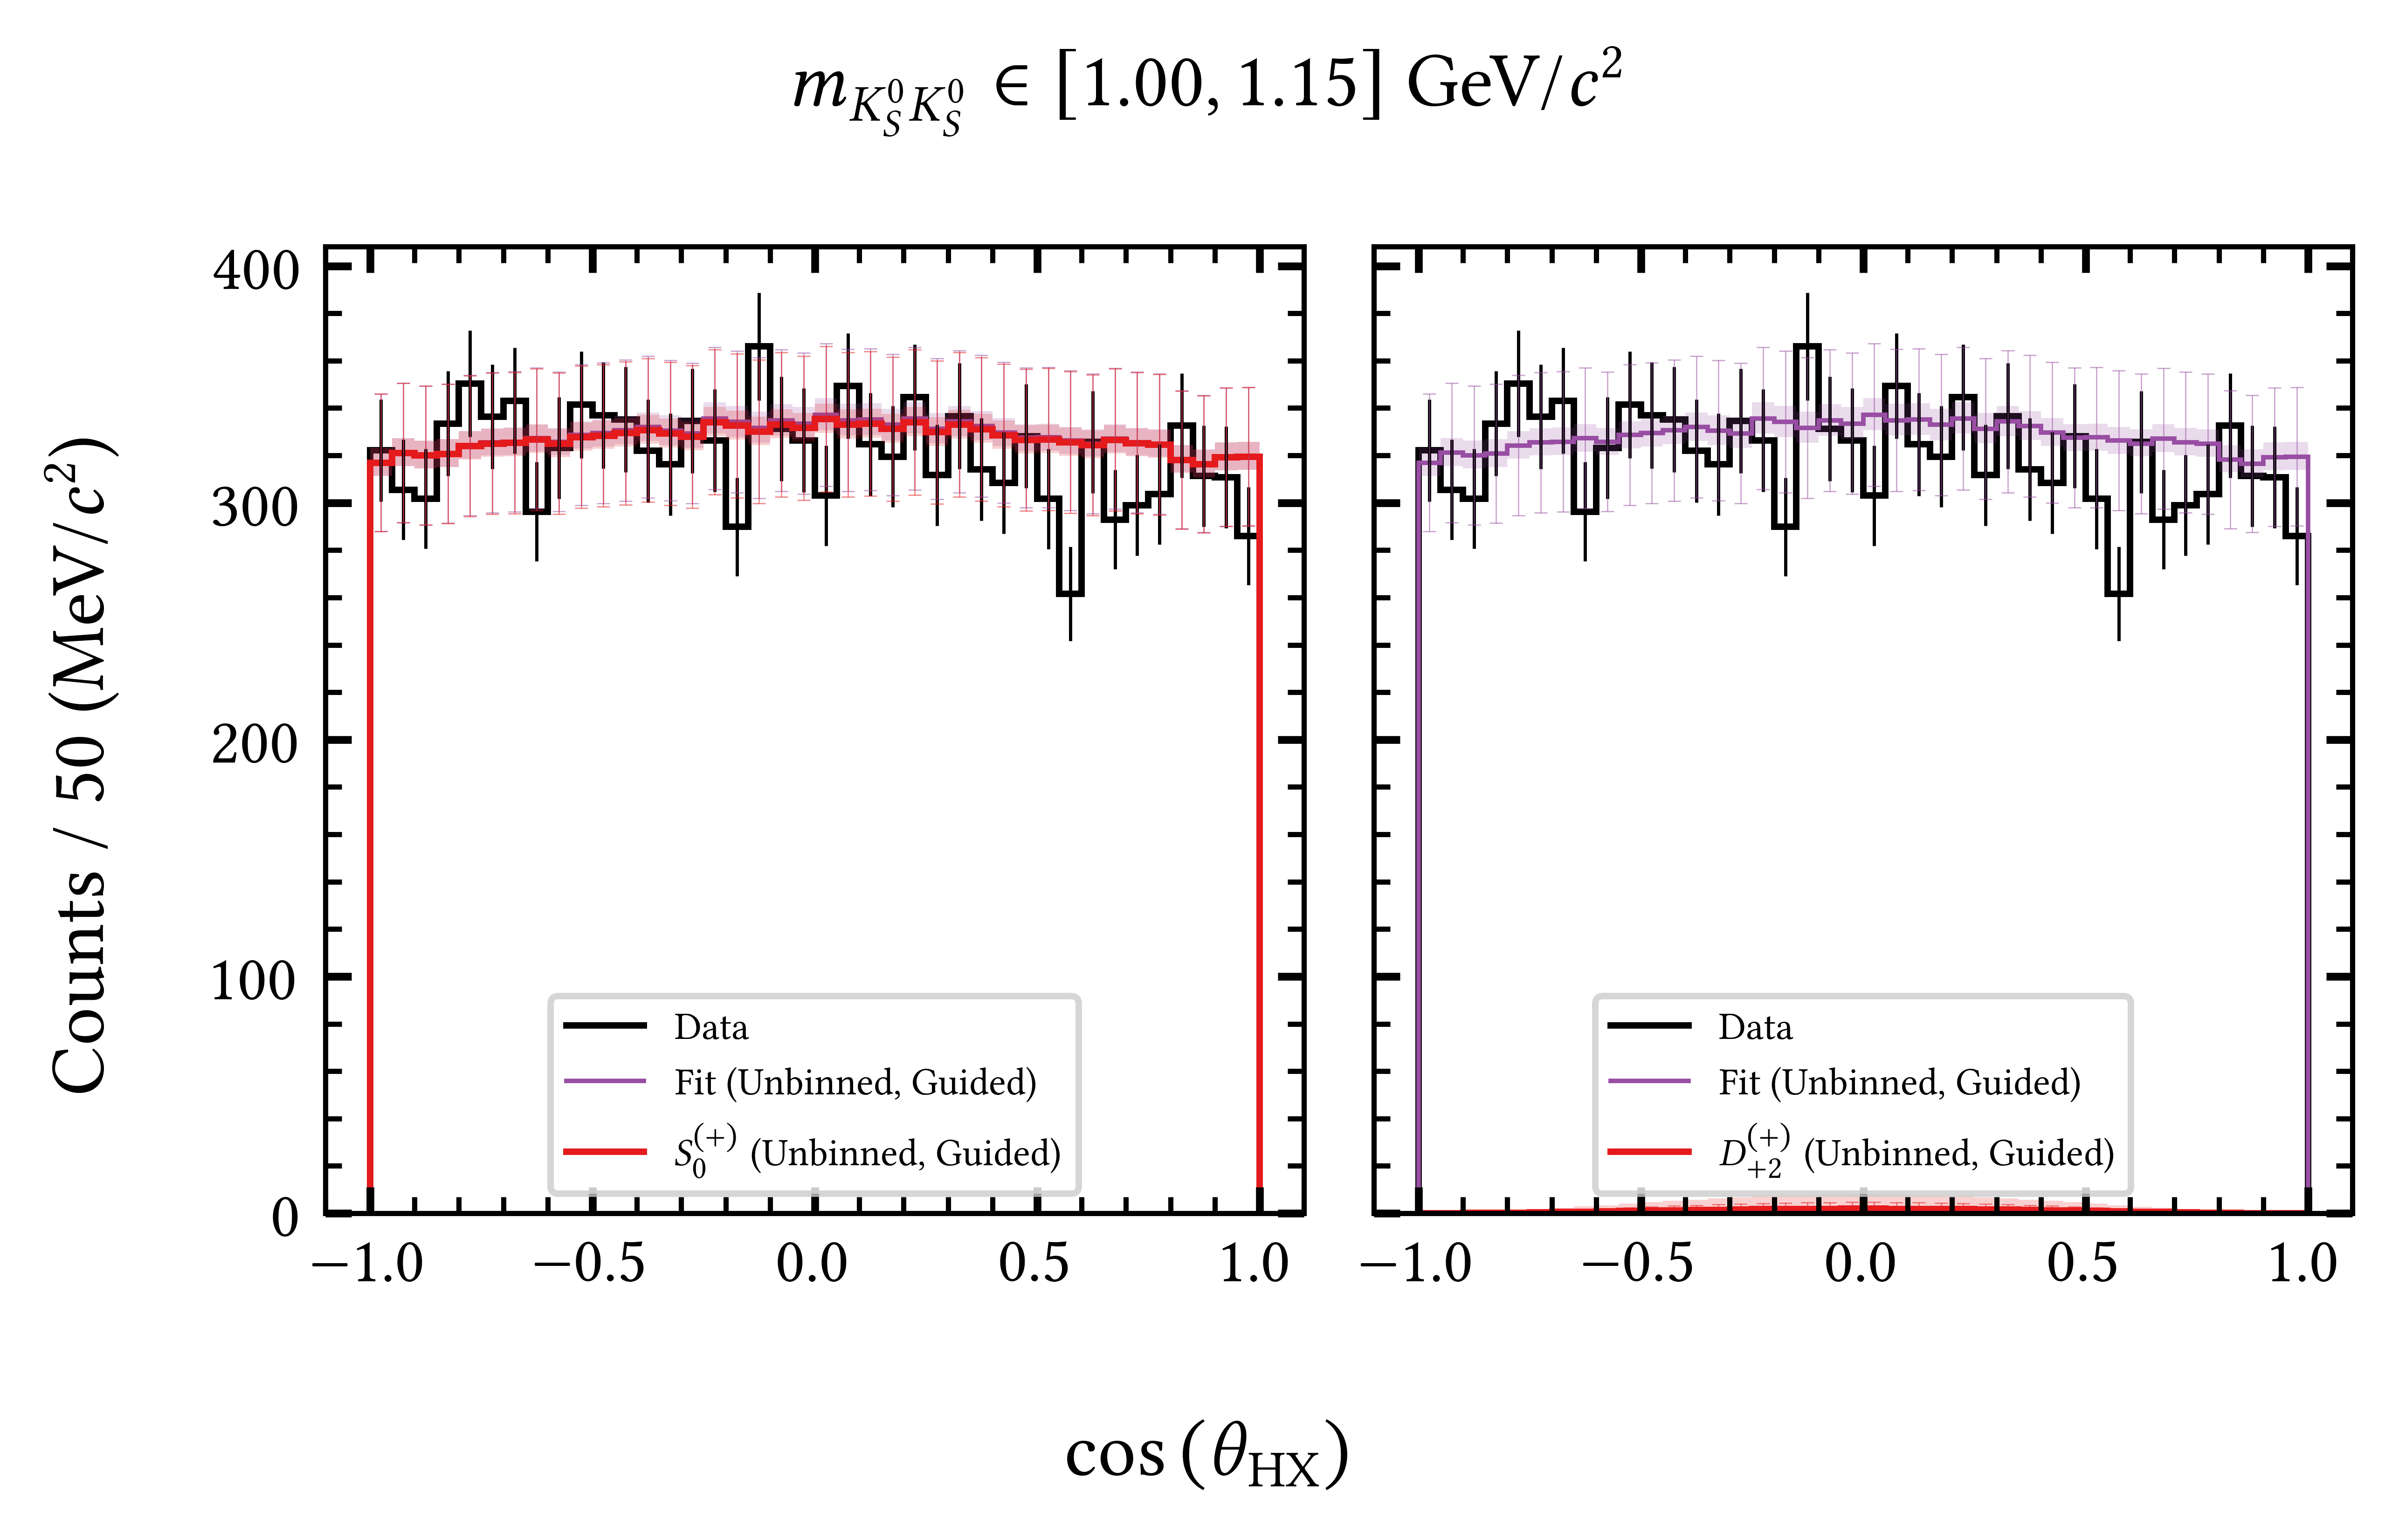 m_{K_S^0 K_S^0} ∈ [1.00, 1.15] GeV/c²
Counts / 50 (MeV/c²)
400
300
200
100
0
Data
Fit (Unbinned, Guided)
S_0^{(+)} (Unbinned, Guided)
Data
Fit (Unbinned, Guided)
D_{+2}^{(+)} (Unbinned, Guided)
−1.0 −0.5 0.0 0.5 1.0
−1.0 −0.5 0.0 0.5 1.0
cos (θ_HX)